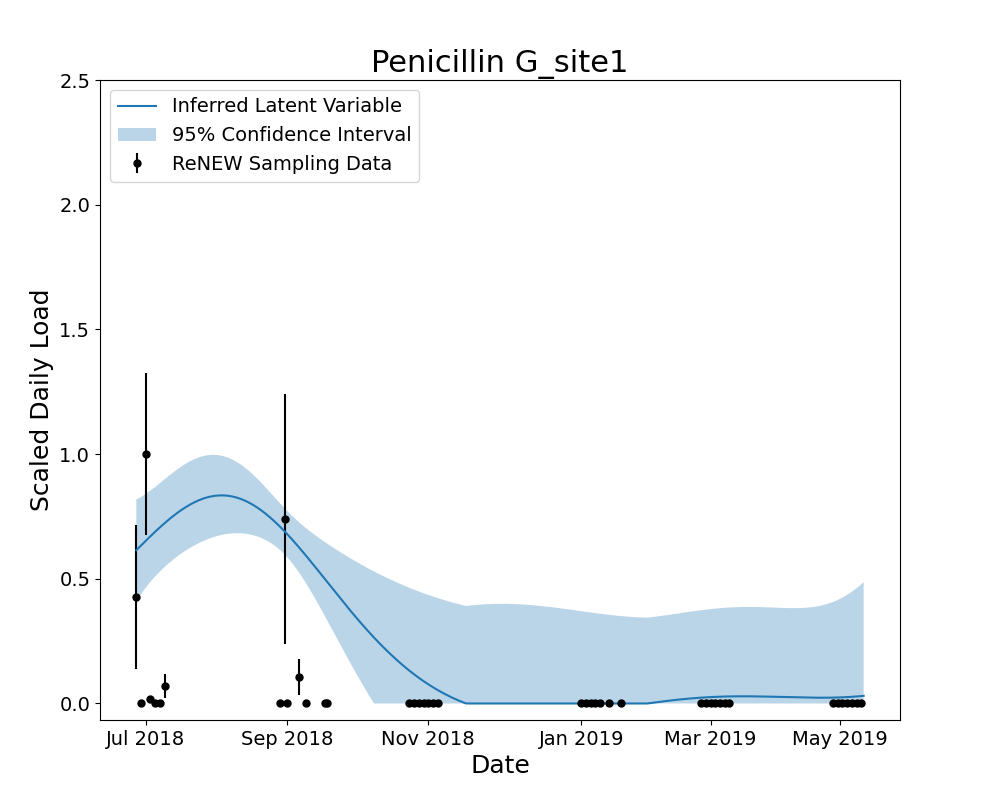 Penicillin G_site1
2.5
2.0
1.5
1.0
0.5
0.0
Scaled Daily Load
Inferred Latent Variable
95% Confidence Interval
ReNEW Sampling Data
Jul 2018 Sep 2018 Nov 2018 Jan 2019 Mar 2019 May 2019
Date